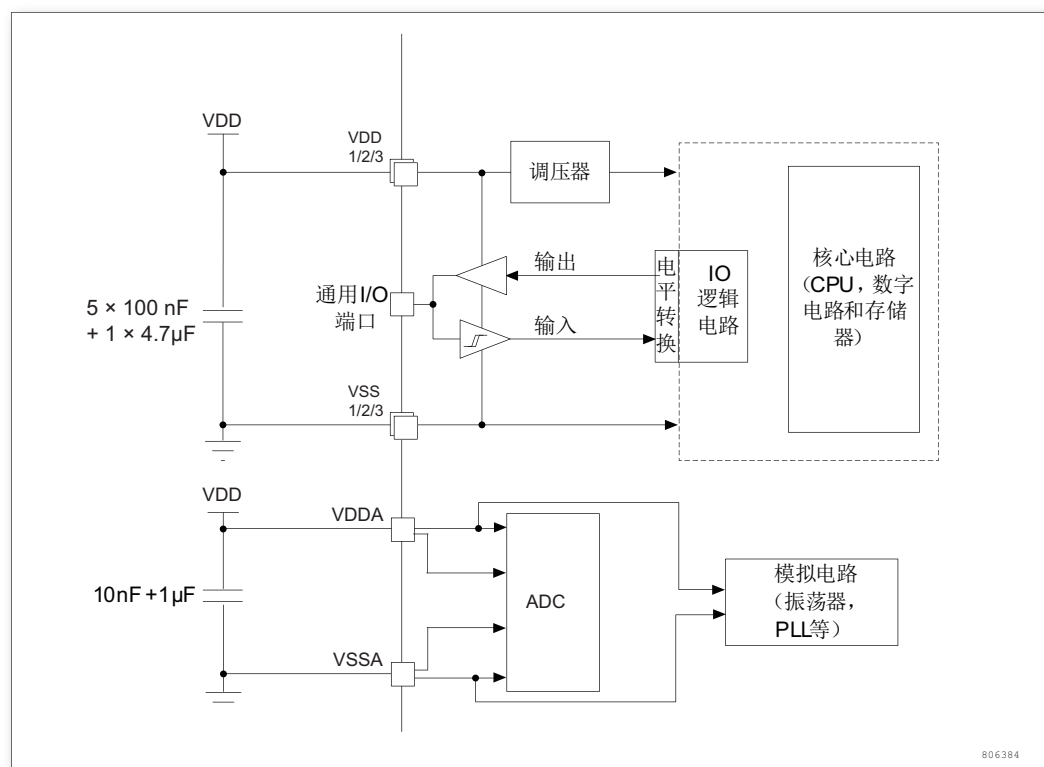 VDD
VDD
1/2/3
调压器
5 × 100 nF
+ 1 × 4.7μF
通用I/O
端口
输出
输入
电
平
转
换
IO
逻辑
电路
核心电路
（CPU，数字
电路和存储
器）
VSS
1/2/3
VDD
VDDA
10nF+1μF
ADC
模拟电路
（振荡器，
PLL等）
VSSA
806384